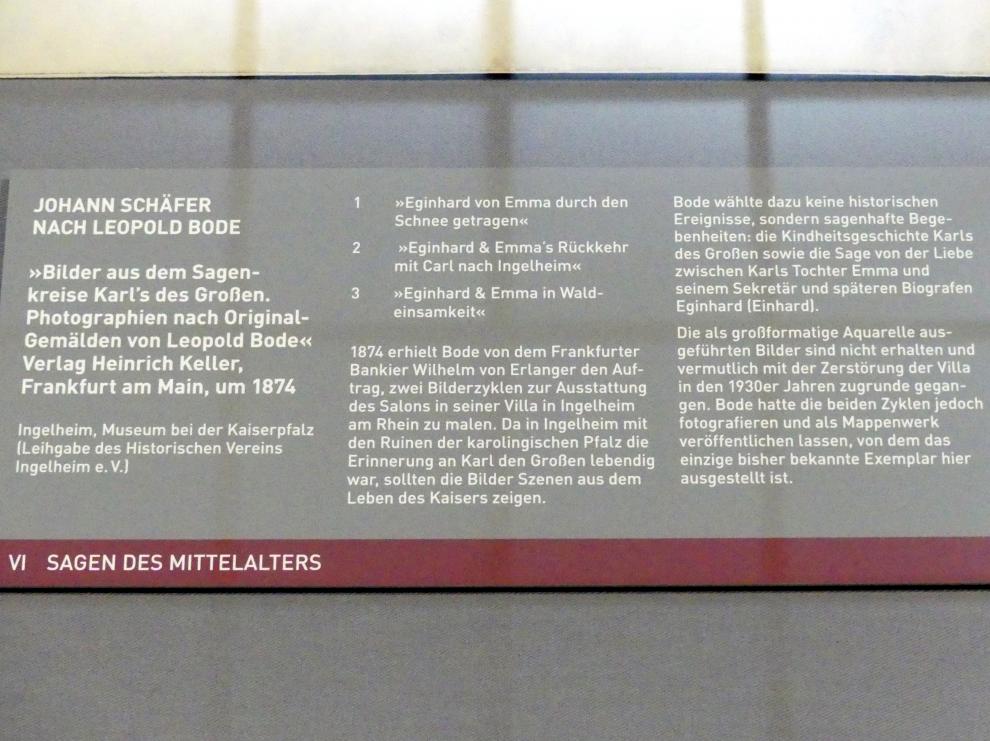 JOHANN SCHÄFER
NACH LEOPOLD BODE
»Bilder aus dem Sagen-
kreise Karl's des Großen.
Photographien nach Original-
Gemälden von Leopold Bode«
Verlag Heinrich Keller,
Frankfurt am Main, um 1874
Ingelheim, Museum bei der Kaiserpfalz
(Leihgabe des Historischen Vereins
Ingelheim e. V.)
1 »Eginhard von Emma durch den
Schnee getragen«
2 »Eginhard & Emma's Rückkehr
mit Carl nach Ingelheim«
3 »Eginhard & Emma in Wald-
einsamkeit«
1874 erhielt Bode von dem Frankfurter
Bankier Wilhelm von Erlanger den Auf-
trag, zwei Bilderzyklen zur Ausstattung
des Salons in seiner Villa in Ingelheim
am Rhein zu malen. Da in Ingelheim mit
den Ruinen der karolingischen Pfalz die
Erinnerung an Karl den Großen lebendig
war, sollten die Bilder Szenen aus dem
Leben des Kaisers zeigen.
Bode wählte dazu keine historischen
Ereignisse, sondern sagenhafte Bege-
benheiten: die Kindheitsgeschichte Karls
des Großen sowie die Sage von der Liebe
zwischen Karls Tochter Emma und
seinem Sekretär und späteren Biografen
Eginhard (Einhard).
Die als großformatige Aquarelle aus-
geführten Bilder sind nicht erhalten und
vermutlich mit der Zerstörung der Villa
in den 1930er Jahren zugrunde gegan-
gen. Bode hatte die beiden Zyklen jedoch
fotografieren und als Mappenwerk
veröffentlichen lassen, von dem das
einzige bisher bekannte Exemplar hier
ausgestellt ist.
VI SAGEN DES MITTELALTERS